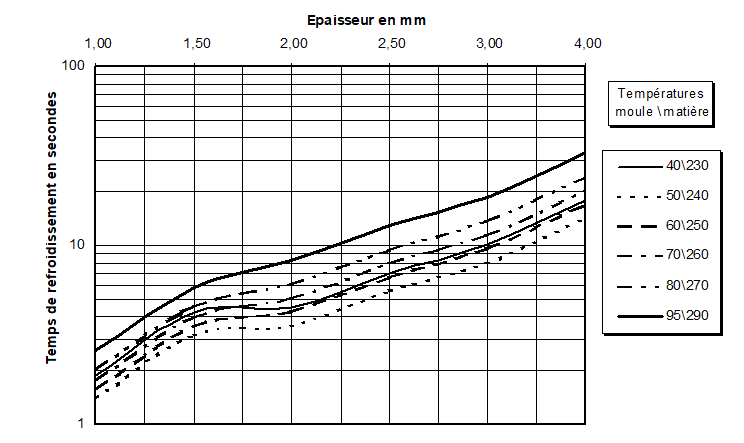 Epaisseur en mm
1,00 1,50 2,00 2,50 3,00 4,00
Temps de refroidissement en secondes
100
10
1
Températures
moule \ matière
40\230
50\240
60\250
70\260
80\270
95\290